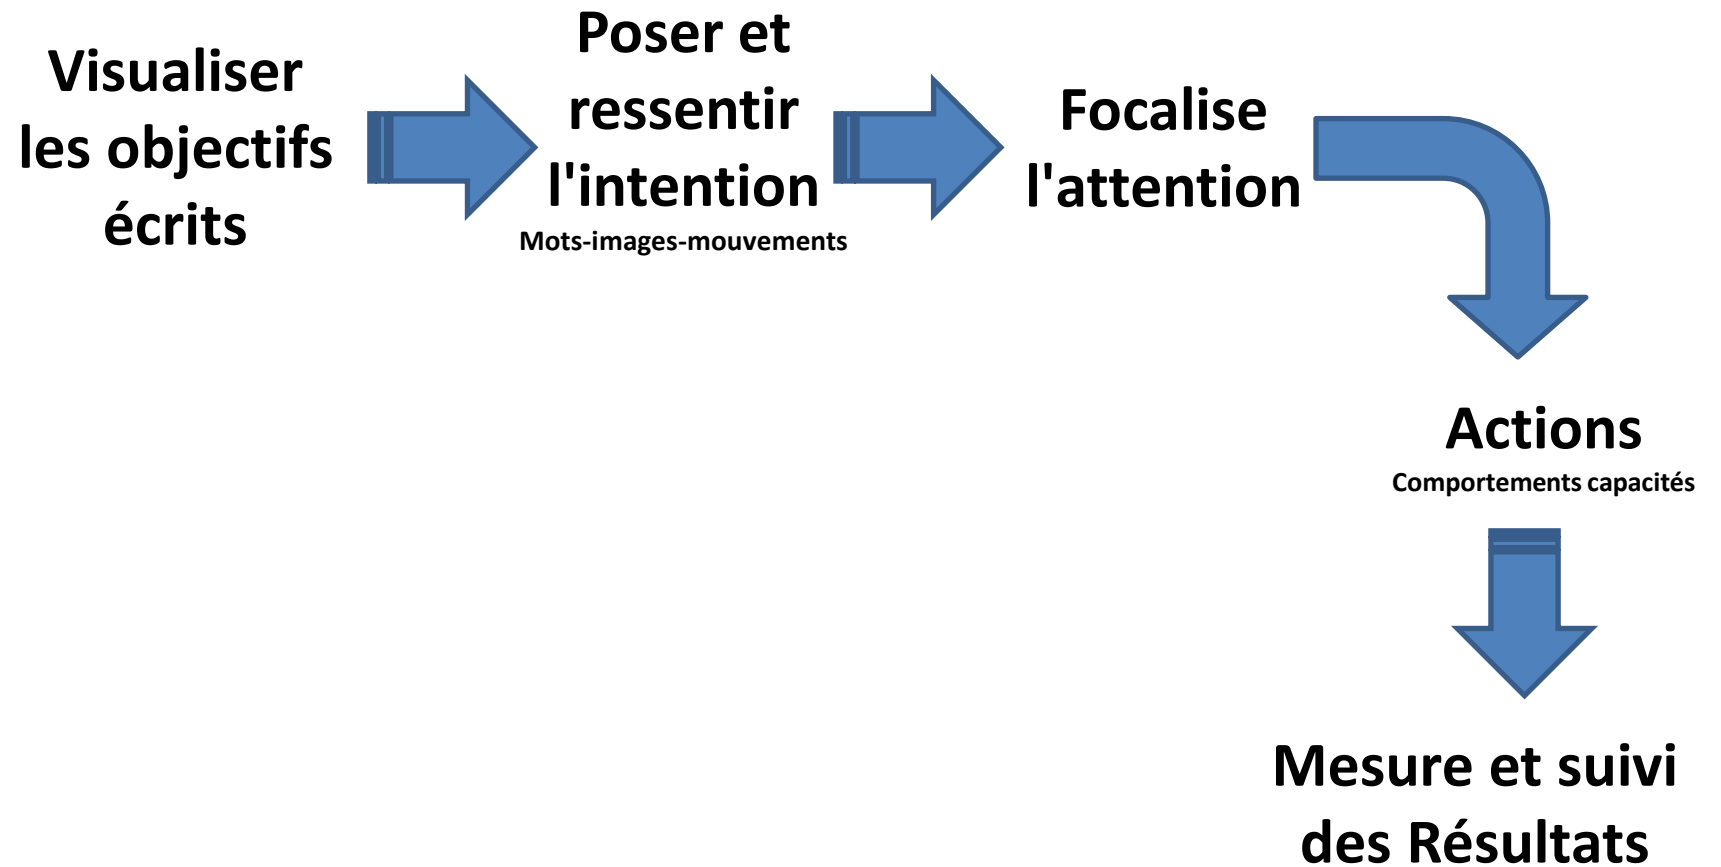 Visualiser
les objectifs
écrits
Poser et
ressentir
l'intention
Mots-images-mouvements
Focalise
l'attention
Actions
Comportements capacités
Mesure et suivi
des Résultats